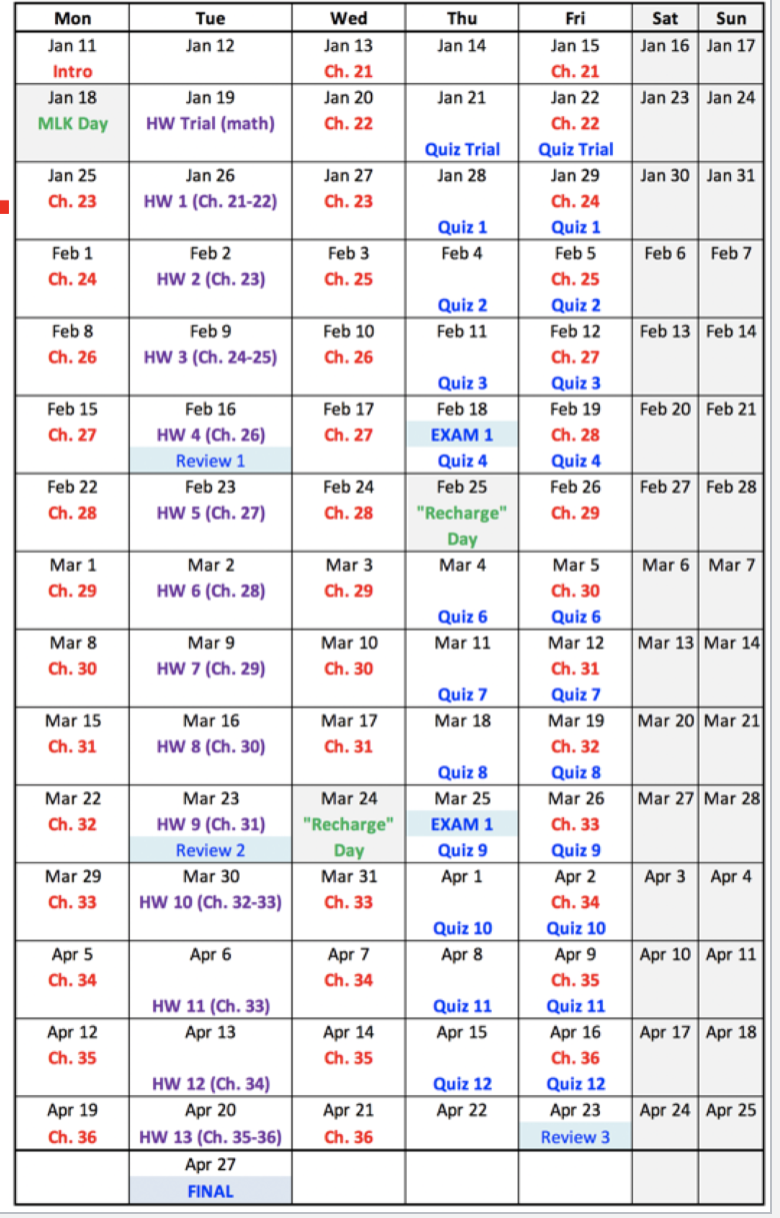 Mon Tue Wed Thu Fri Sat Sun
Jan 11 Jan 12 Jan 13 Jan 14 Jan 15 Jan 16 Jan 17
Intro Ch. 21 Ch. 21
Jan 18 Jan 19 Jan 20 Jan 21 Jan 22 Jan 23 Jan 24
MLK Day HW Trial (math) Ch. 22 Ch. 22
Quiz Trial Quiz Trial
Jan 25 Jan 26 Jan 27 Jan 28 Jan 29 Jan 30 Jan 31
Ch. 23 HW 1 (Ch. 21-22) Ch. 23 Ch. 24
Quiz 1 Quiz 1
Feb 1 Feb 2 Feb 3 Feb 4 Feb 5 Feb 6 Feb 7
Ch. 24 HW 2 (Ch. 23) Ch. 25 Ch. 25
Quiz 2 Quiz 2
Feb 8 Feb 9 Feb 10 Feb 11 Feb 12 Feb 13 Feb 14
Ch. 26 HW 3 (Ch. 24-25) Ch. 26 Ch. 27
Quiz 3 Quiz 3
Feb 15 Feb 16 Feb 17 Feb 18 Feb 19 Feb 20 Feb 21
Ch. 27 HW 4 (Ch. 26) Ch. 27 EXAM 1 Ch. 28
Review 1 Quiz 4 Quiz 4
Feb 22 Feb 23 Feb 24 Feb 25 Feb 26 Feb 27 Feb 28
Ch. 28 HW 5 (Ch. 27) Ch. 28 "Recharge" Ch. 29
Day
Mar 1 Mar 2 Mar 3 Mar 4 Mar 5 Mar 6 Mar 7
Ch. 29 HW 6 (Ch. 28) Ch. 29 Ch. 30
Quiz 6 Quiz 6
Mar 8 Mar 9 Mar 10 Mar 11 Mar 12 Mar 13 Mar 14
Ch. 30 HW 7 (Ch. 29) Ch. 30 Ch. 31
Quiz 7 Quiz 7
Mar 15 Mar 16 Mar 17 Mar 18 Mar 19 Mar 20 Mar 21
Ch. 31 HW 8 (Ch. 30) Ch. 31 Ch. 32
Quiz 8 Quiz 8
Mar 22 Mar 23 Mar 24 Mar 25 Mar 26 Mar 27 Mar 28
Ch. 32 HW 9 (Ch. 31) "Recharge" EXAM 1 Ch. 33
Review 2 Day Quiz 9 Quiz 9
Mar 29 Mar 30 Mar 31 Apr 1 Apr 2 Apr 3 Apr 4
Ch. 33 HW 10 (Ch. 32-33) Ch. 33 Ch. 34
Quiz 10 Quiz 10
Apr 5 Apr 6 Apr 7 Apr 8 Apr 9 Apr 10 Apr 11
Ch. 34 Ch. 34 Ch. 35
HW 11 (Ch. 33) Quiz 11 Quiz 11
Apr 12 Apr 13 Apr 14 Apr 15 Apr 16 Apr 17 Apr 18
Ch. 35 Ch. 35 Ch. 36
HW 12 (Ch. 34) Quiz 12 Quiz 12
Apr 19 Apr 20 Apr 21 Apr 22 Apr 23 Apr 24 Apr 25
Ch. 36 HW 13 (Ch. 35-36) Ch. 36 Review 3
Apr 27
FINAL